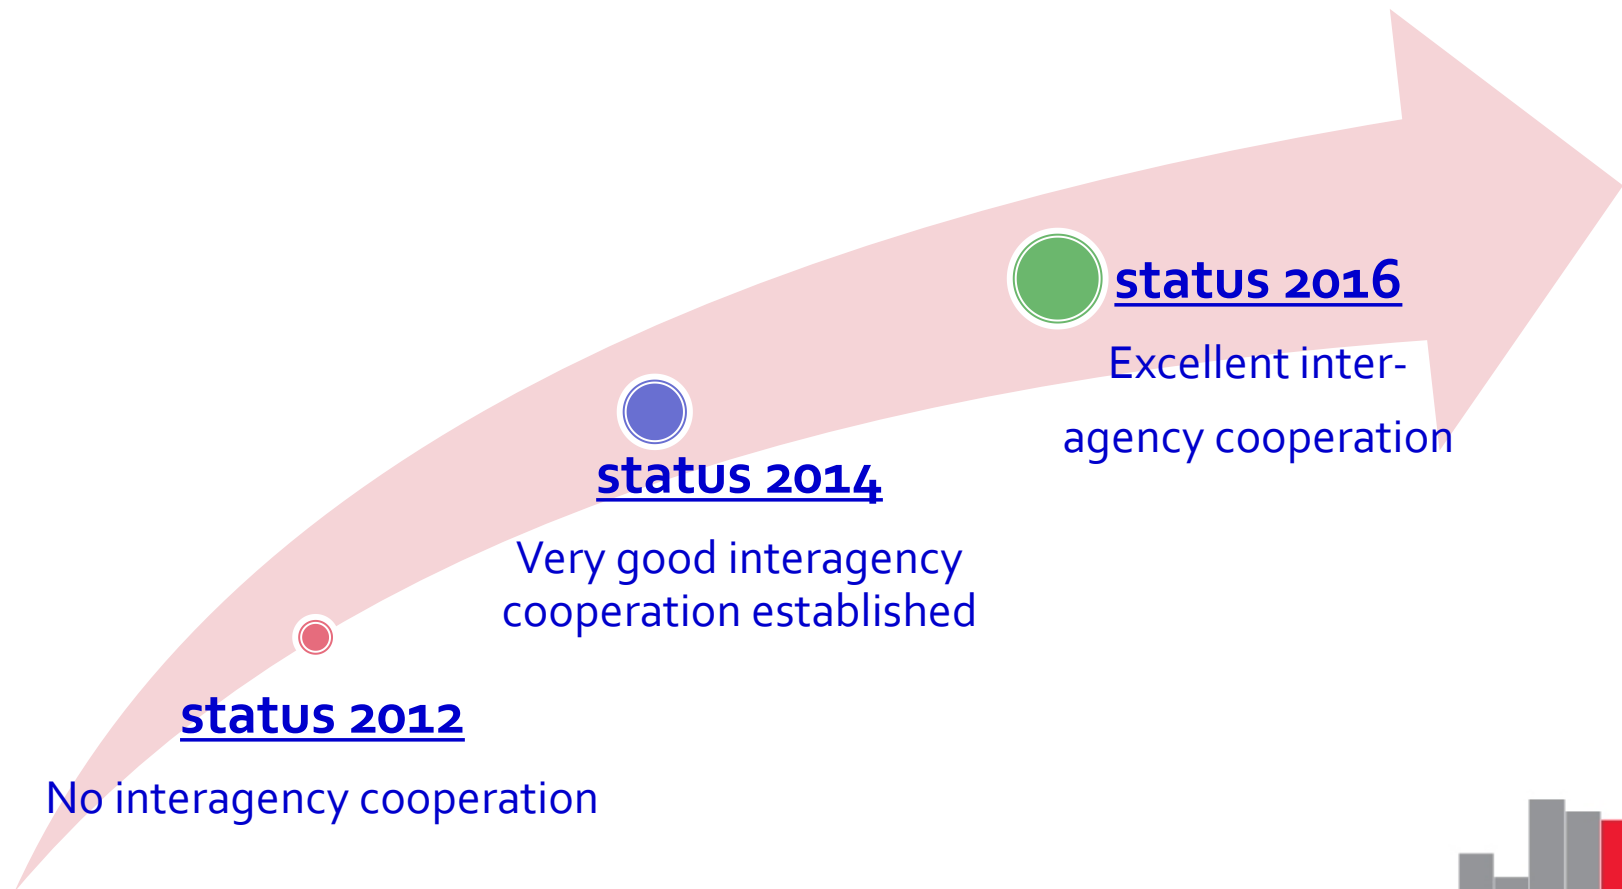 status 2016
Excellent inter-
agency cooperation
status 2014
Very good interagency
cooperation established
status 2012
No interagency cooperation